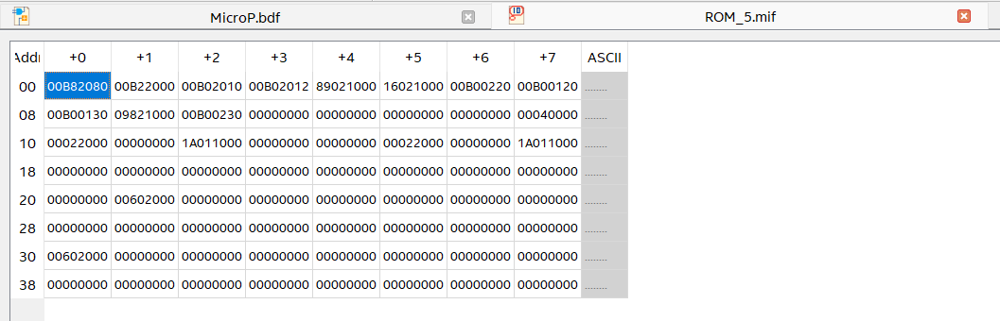 MicroP.bdf ROM_5.mif
Addr +0 +1 +2 +3 +4 +5 +6 +7 ASCII
00 00B82080 00B22000 00B02010 00B02012 89021000 16021000 00B00220 00B00120 ........
08 00B00130 09821000 00B00230 00000000 00000000 00000000 00000000 00040000 ........
10 00022000 00000000 1A011000 00000000 00000000 00022000 00000000 1A011000 ........
18 00000000 00000000 00000000 00000000 00000000 00000000 00000000 00000000 ........
20 00000000 00602000 00000000 00000000 00000000 00000000 00000000 00000000 ........
28 00000000 00000000 00000000 00000000 00000000 00000000 00000000 00000000 ........
30 00602000 00000000 00000000 00000000 00000000 00000000 00000000 00000000 ........
38 00000000 00000000 00000000 00000000 00000000 00000000 00000000 00000000 ........